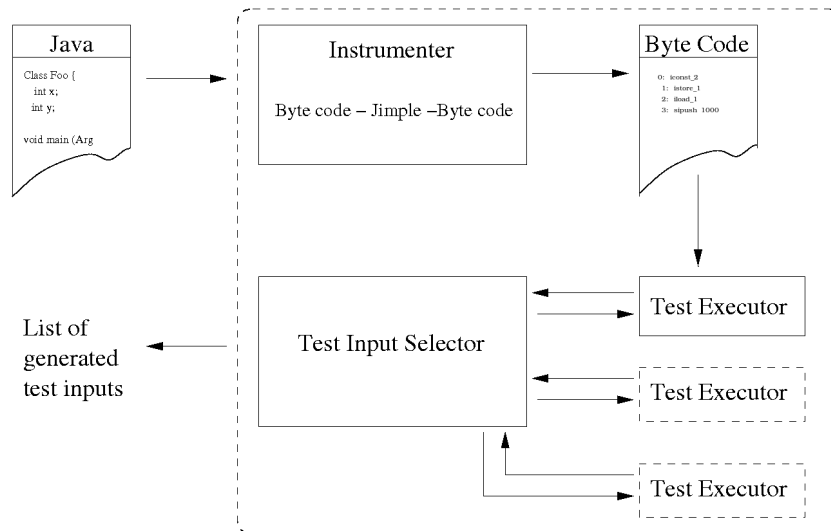 Java
Class Foo {
int x;
int y;
void main (Arg
Instrumenter
Byte code – Jimple –Byte code
Byte Code
0: iconst_2
1: istore_1
2: iload_1
3: sipush 1000
Test Input Selector
Test Executor
Test Executor
Test Executor
List of
generated
test inputs